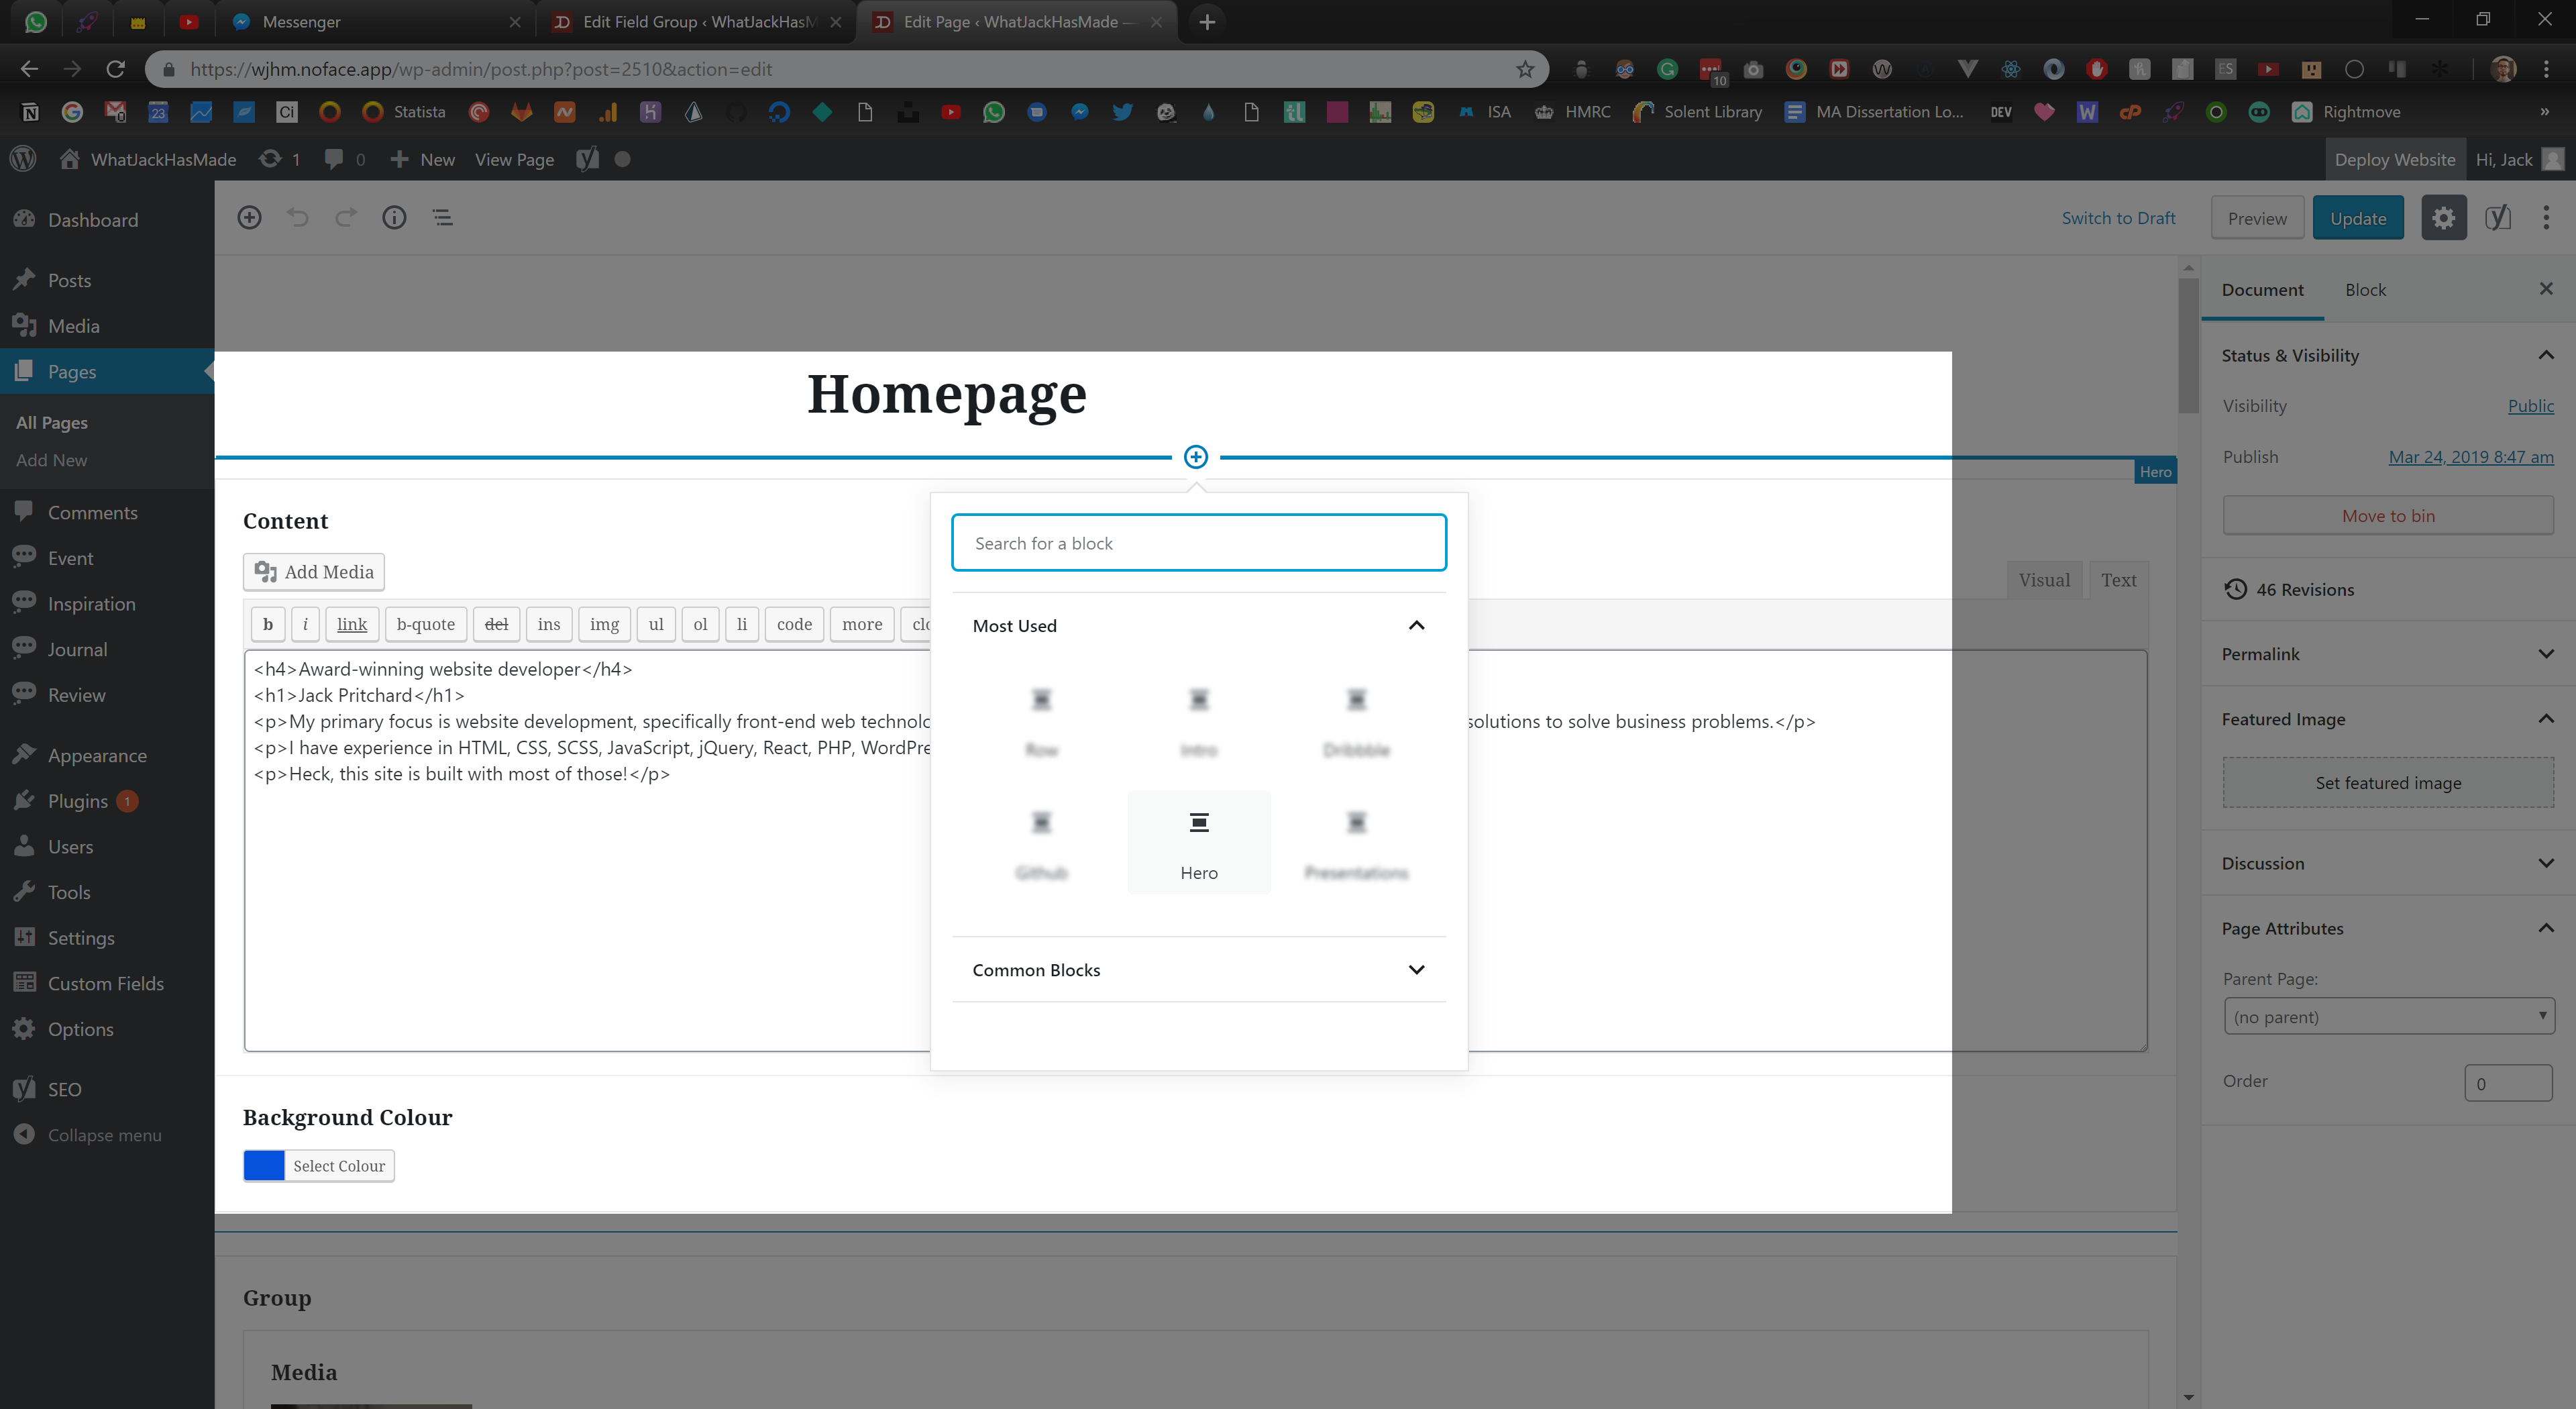 Messenger
Edit Field Group ‹ WhatJackHasM
Edit Page ‹ WhatJackHasMade —
https://wjhm.noface.app/wp-admin/post.php?post=2510&action=edit
10
23
Ci
Statista
ISA
HMRC
Solent Library
MA Dissertation Lo...
DEV
Rightmove
»
WhatJackHasMade
1
0
New
View Page
Deploy Website
Hi, Jack
Dashboard
Posts
Media
Pages
All Pages
Add New
Comments
Event
Inspiration
Journal
Review
Appearance
Plugins 1
Users
Tools
Settings
Custom Fields
Options
SEO
Collapse menu
Switch to Draft
Preview
Update
Homepage
Hero
Content
Add Media
Visual
Text
b
i
link
b-quote
del
ins
img
ul
ol
li
code
more
<h4>Award-winning website developer</h4>
<h1>Jack Pritchard</h1>
<p>My primary focus is website development, specifically front-end web technolo
solutions to solve business problems.</p>
<p>I have experience in HTML, CSS, SCSS, JavaScript, jQuery, React, PHP, WordPre
<p>Heck, this site is built with most of those!</p>
Search for a block
Most Used
Row
Intro
Dribbble
Github
Hero
Presentations
Common Blocks
Background Colour
Select Colour
Group
Media
Document
Block
Status & Visibility
Visibility
Public
Publish
Mar 24, 2019 8:47 am
Move to bin
46 Revisions
Permalink
Featured Image
Set featured image
Discussion
Page Attributes
Parent Page:
(no parent)
Order
0